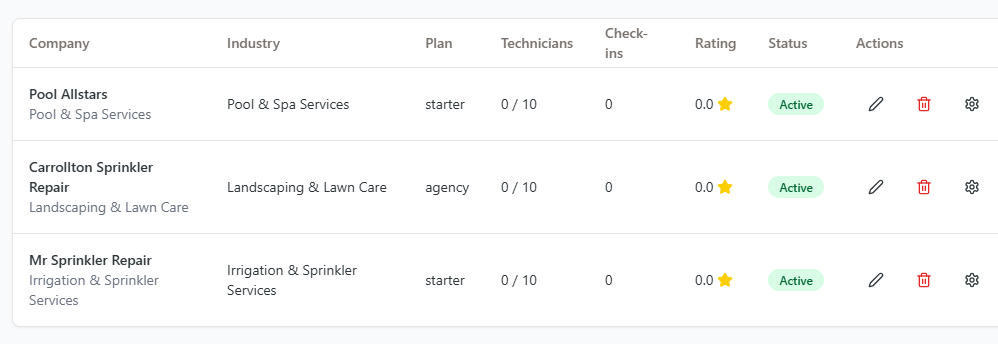 Company Industry Plan Technicians Check-ins Rating Status Actions
Pool Allstars
Pool & Spa Services Pool & Spa Services starter 0 / 10 0 0.0 Active
Carrollton Sprinkler
Repair
Landscaping & Lawn Care Landscaping & Lawn Care agency 0 / 10 0 0.0 Active
Mr Sprinkler Repair
Irrigation & Sprinkler
Services Irrigation & Sprinkler
Services starter 0 / 10 0 0.0 Active